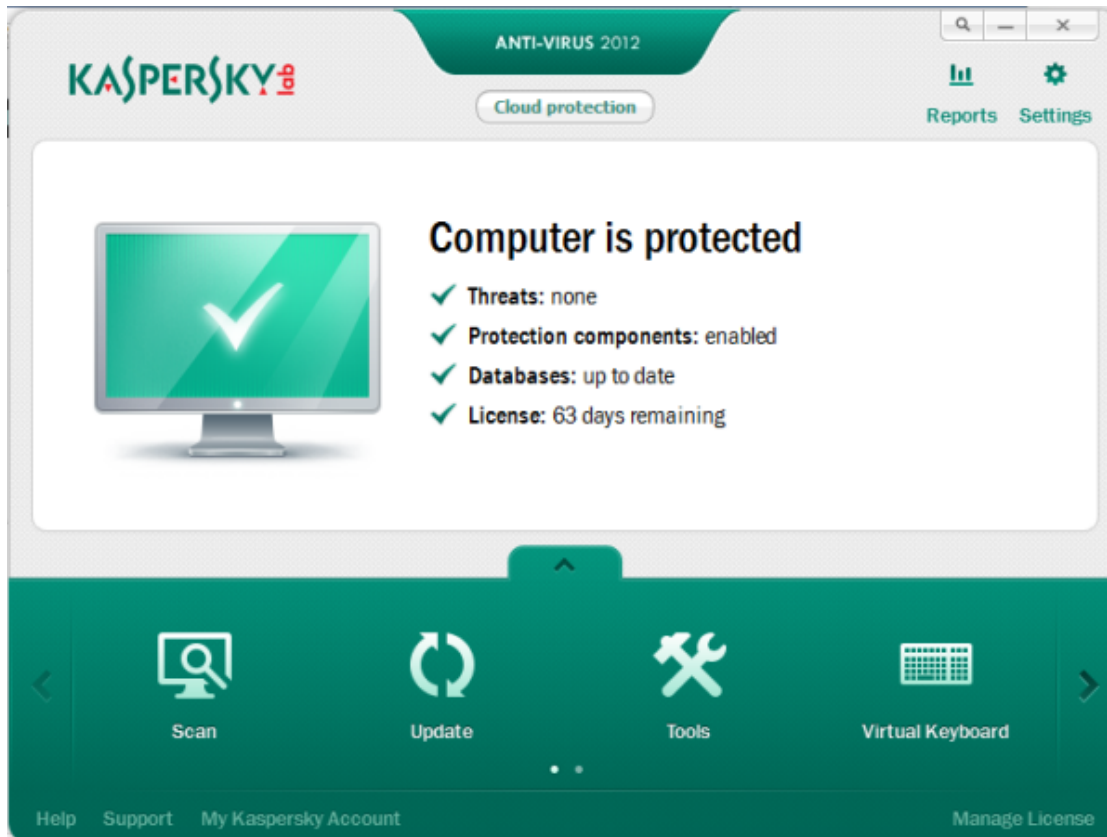 ANTI-VIRUS 2012
KASPERSKY lab
Cloud protection
Reports Settings
Computer is protected
Threats: none
Protection components: enabled
Databases: up to date
License: 63 days remaining
Scan Update Tools Virtual Keyboard
Help Support My Kaspersky Account Manage License